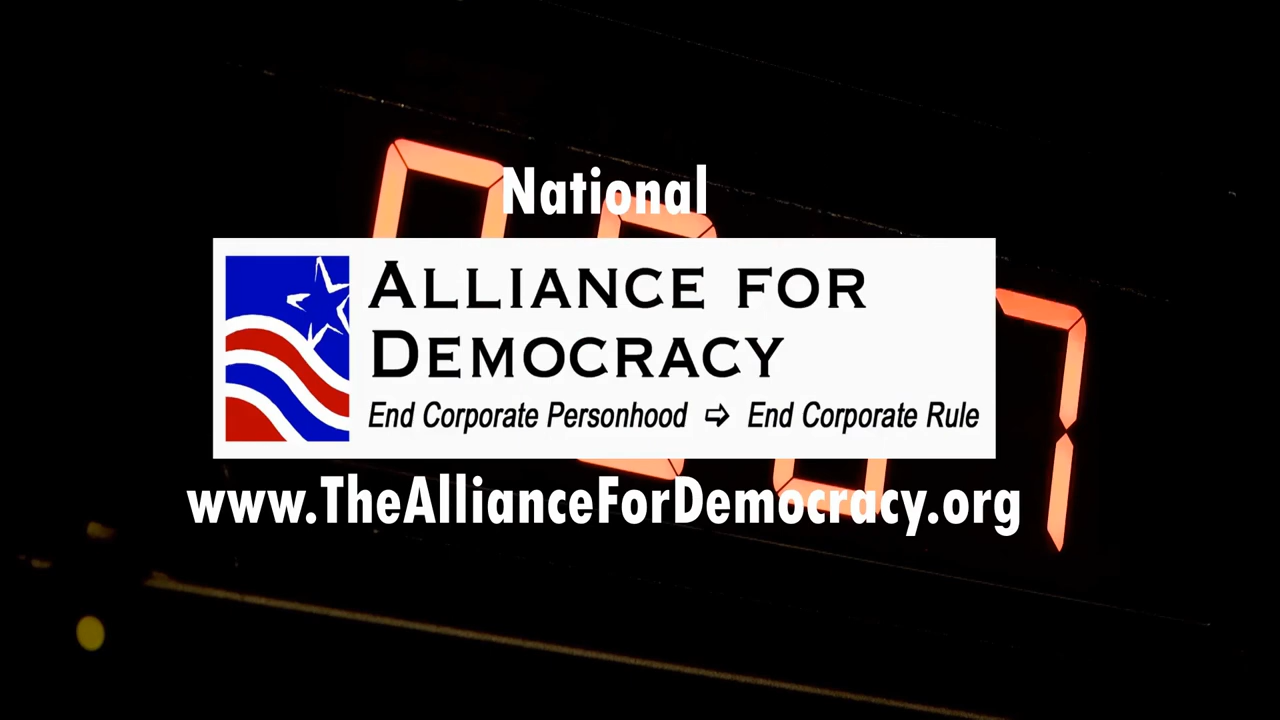 National
ALLIANCE FOR
DEMOCRACY
End Corporate Personhood ⇨ End Corporate Rule
www.TheAllianceForDemocracy.org